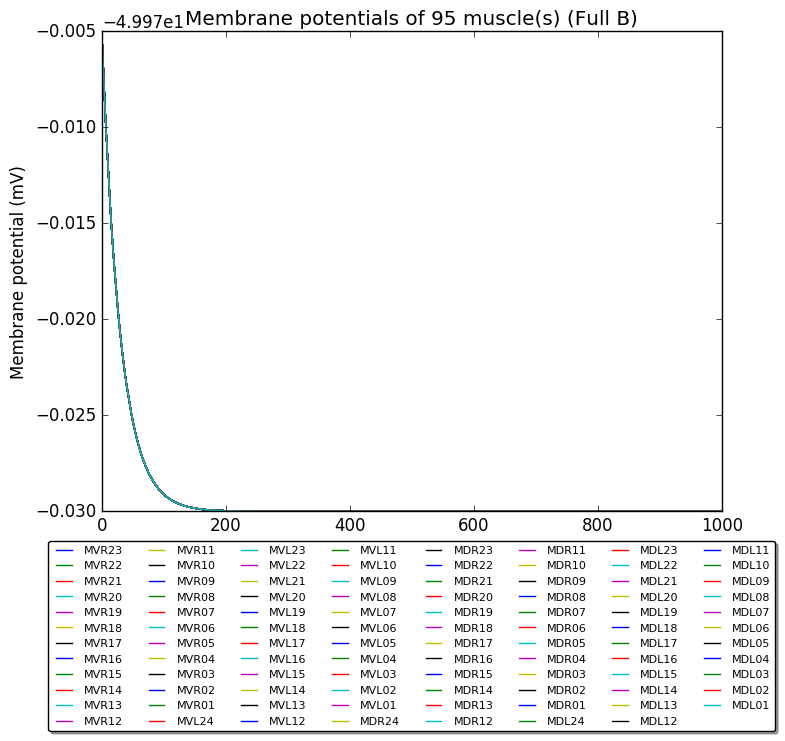 −4.997e1
Membrane potentials of 95 muscle(s) (Full B)
Membrane potential (mV)
−0.005
−0.010
−0.015
−0.020
−0.025
−0.030
0 200 400 600 800 1000
MVR23 MVR11 MVL23 MVL11 MDR23 MDR11 MDL23 MDL11
MVR22 MVR10 MVL22 MVL10 MDR22 MDR10 MDL22 MDL10
MVR21 MVR09 MVL21 MVL09 MDR21 MDR09 MDL21 MDL09
MVR20 MVR08 MVL20 MVL08 MDR20 MDR08 MDL20 MDL08
MVR19 MVR07 MVL19 MVL07 MDR19 MDR07 MDL19 MDL07
MVR18 MVR06 MVL18 MVL06 MDR18 MDR06 MDL18 MDL06
MVR17 MVR05 MVL17 MVL05 MDR17 MDR05 MDL17 MDL05
MVR16 MVR04 MVL16 MVL04 MDR16 MDR04 MDL16 MDL04
MVR15 MVR03 MVL15 MVL03 MDR15 MDR03 MDL15 MDL03
MVR14 MVR02 MVL14 MVL02 MDR14 MDR02 MDL14 MDL02
MVR13 MVR01 MVL13 MVL01 MDR13 MDR01 MDL13 MDL01
MVR12 MVL24 MVL12 MDR24 MDR12 MDL24 MDL12